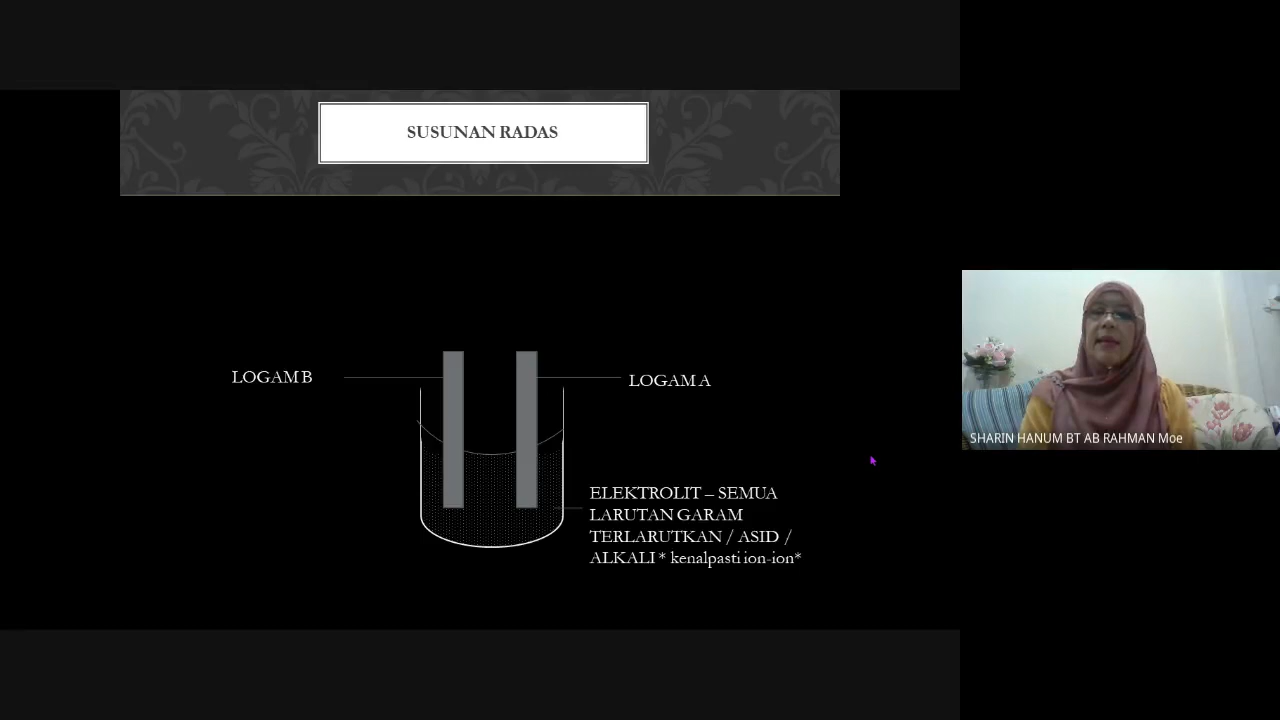 SUSUNAN RADAS
LOGAM B
LOGAM A
ELEKTROLIT – SEMUA
LARUTAN GARAM
TERLARUTKAN / ASID /
ALKALI * kenalpasti ion-ion*
SHARIN HANUM BT AB RAHMAN Moe